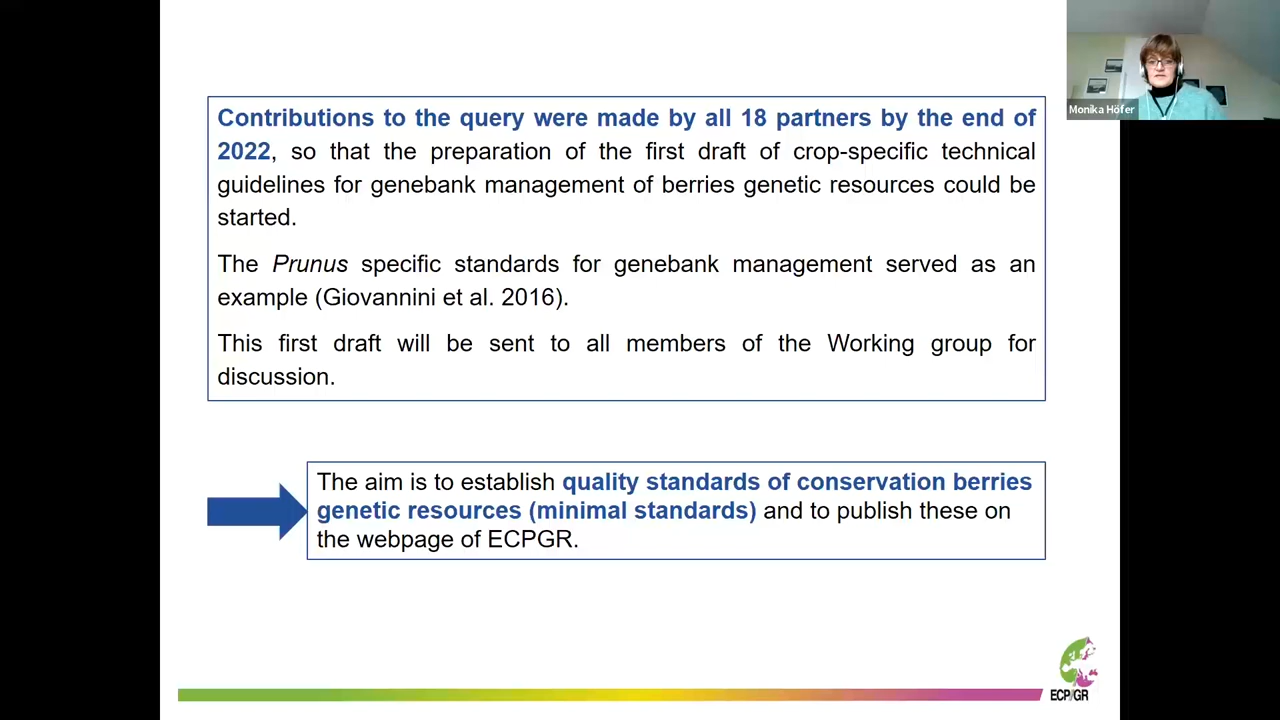 Monika Höfer
Contributions to the query were made by all 18 partners by the end of
2022, so that the preparation of the first draft of crop-specific technical
guidelines for genebank management of berries genetic resources could be
started.
The Prunus specific standards for genebank management served as an
example (Giovannini et al. 2016).
This first draft will be sent to all members of the Working group for
discussion.
The aim is to establish quality standards of conservation berries
genetic resources (minimal standards) and to publish these on
the webpage of ECPGR.
ECP/GR